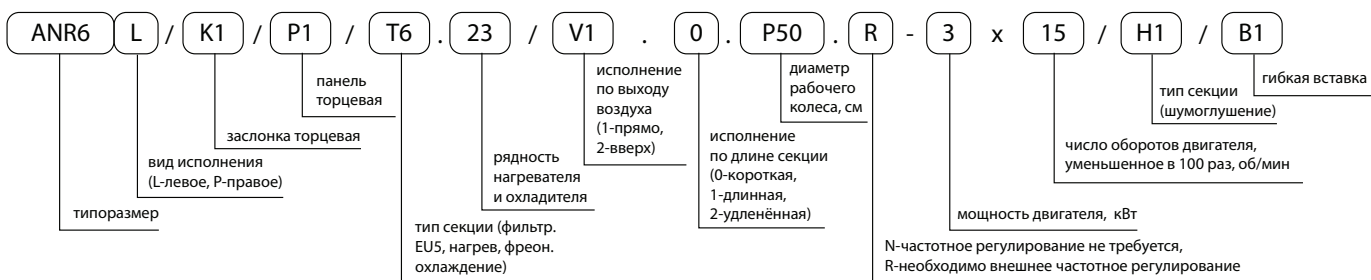 ANR6 L / K1 / P1 / T6 . 23 / V1 . 0 . P50 . R - 3 x 15 / H1 / B1
типоразмер
вид исполнения
(L-левое, P-правое)
заслонка торцевая
панель
торцевая
тип секции (фильтр.
EU5, нагрев, фреон.
охлаждение)
рядность
нагревателя
и охладителя
исполнение
по выходу
воздуха
(1-прямо,
2-вверх)
исполнение
по длине секции
(0-короткая,
1-длинная,
2-удленённая)
диаметр
рабочего
колеса, см
N-частотное регулирование не требуется,
R-необходимо внешнее частотное регулирование
мощность двигателя, кВт
число оборотов двигателя,
уменьшенное в 100 раз, об/мин
тип секции
(шумоглушение)
гибкая вставка